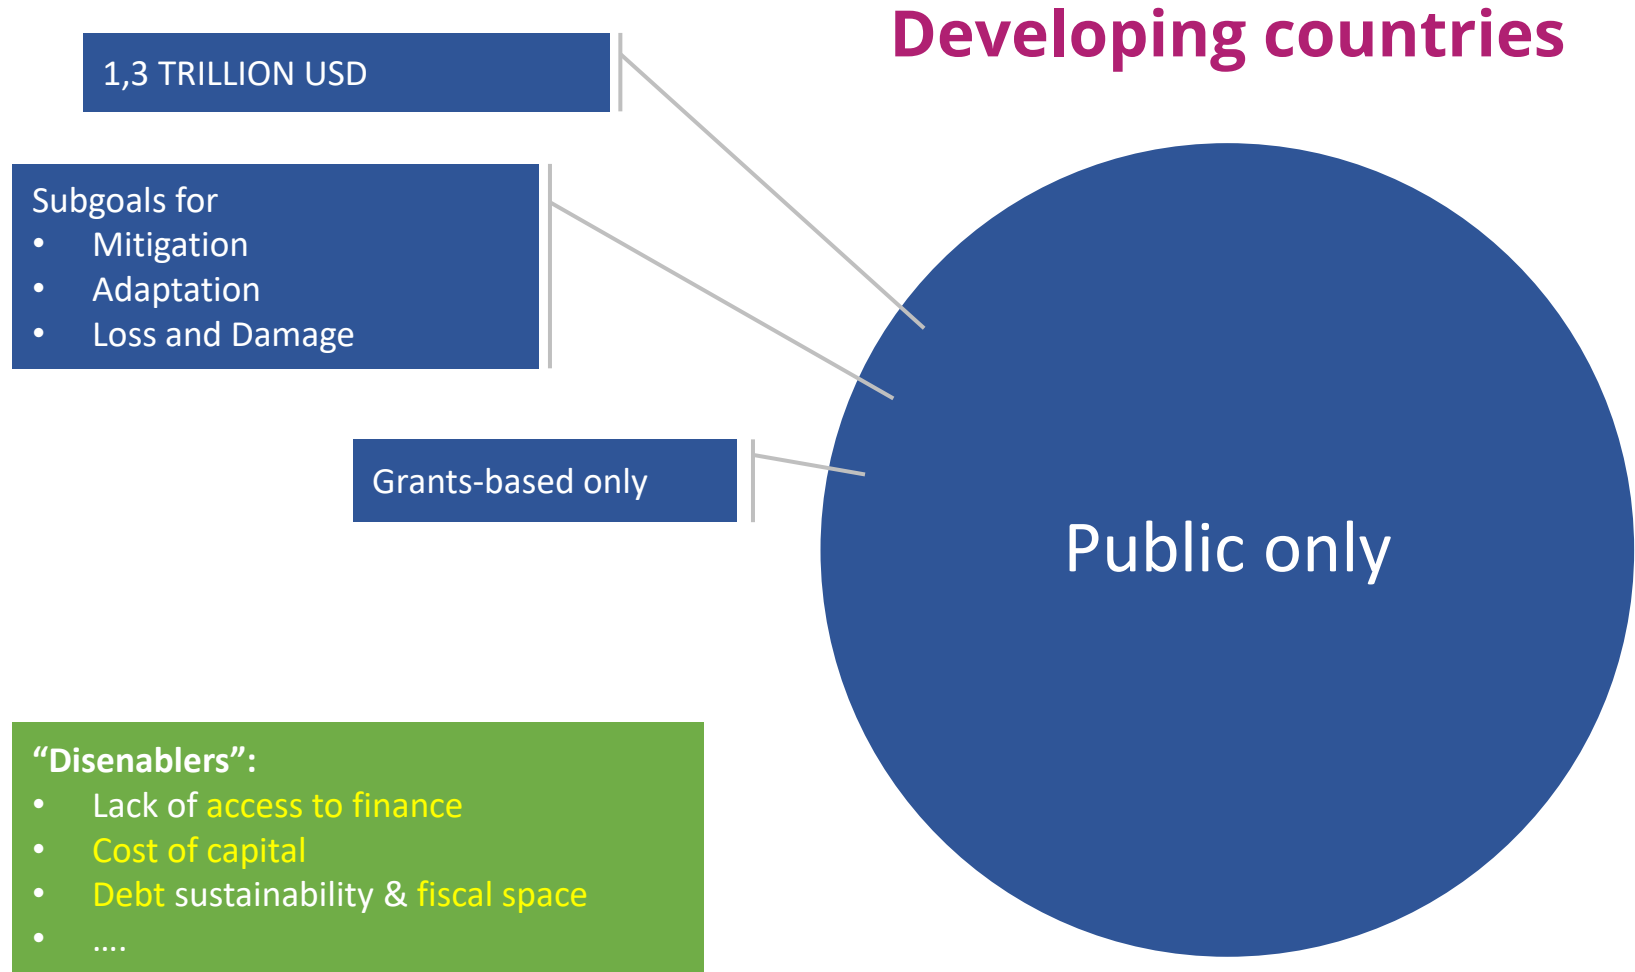 Developing countries
1,3 TRILLION USD
Subgoals for
• Mitigation
• Adaptation
• Loss and Damage
Grants-based only
Public only
“Disenablers”:
• Lack of access to finance
• Cost of capital
• Debt sustainability & fiscal space
• ....